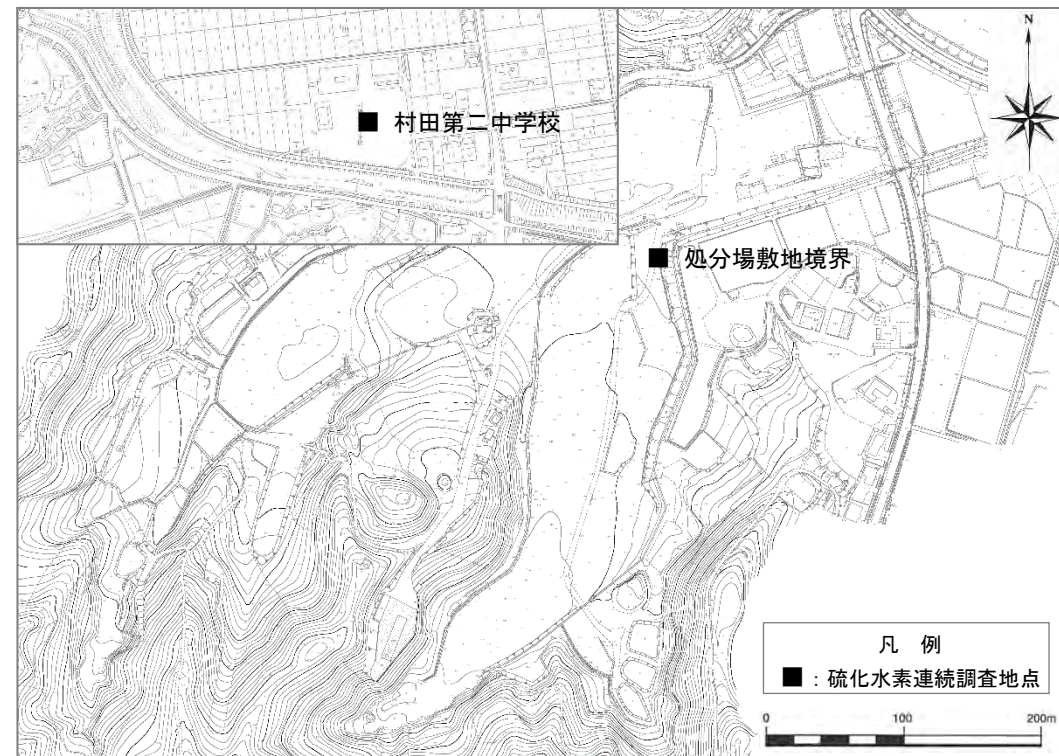 N
■ 村田第二中学校
■ 処分場敷地境界
凡 例
■ : 硫化水素連続調査地点
0 100 200m